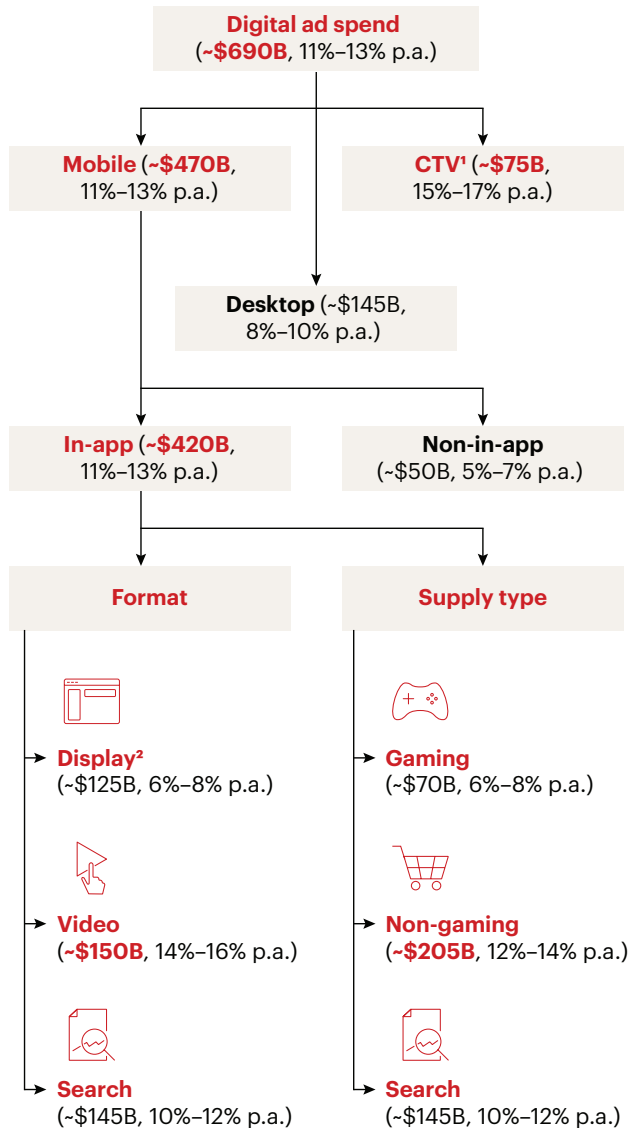 Digital ad spend
(~$690B, 11%–13% p.a.)
Mobile (~$470B,
11%–13% p.a.)
CTV¹ (~$75B,
15%–17% p.a.)
Desktop (~$145B,
8%–10% p.a.)
In-app (~$420B,
11%–13% p.a.)
Non-in-app
(~$50B, 5%–7% p.a.)
Format
Supply type
Display²
(~$125B, 6%–8% p.a.)
Gaming
(~$70B, 6%–8% p.a.)
Video
(~$150B, 14%–16% p.a.)
Non-gaming
(~$205B, 12%–14% p.a.)
Search
(~$145B, 10%–12% p.a.)
Search
(~$145B, 10%–12% p.a.)